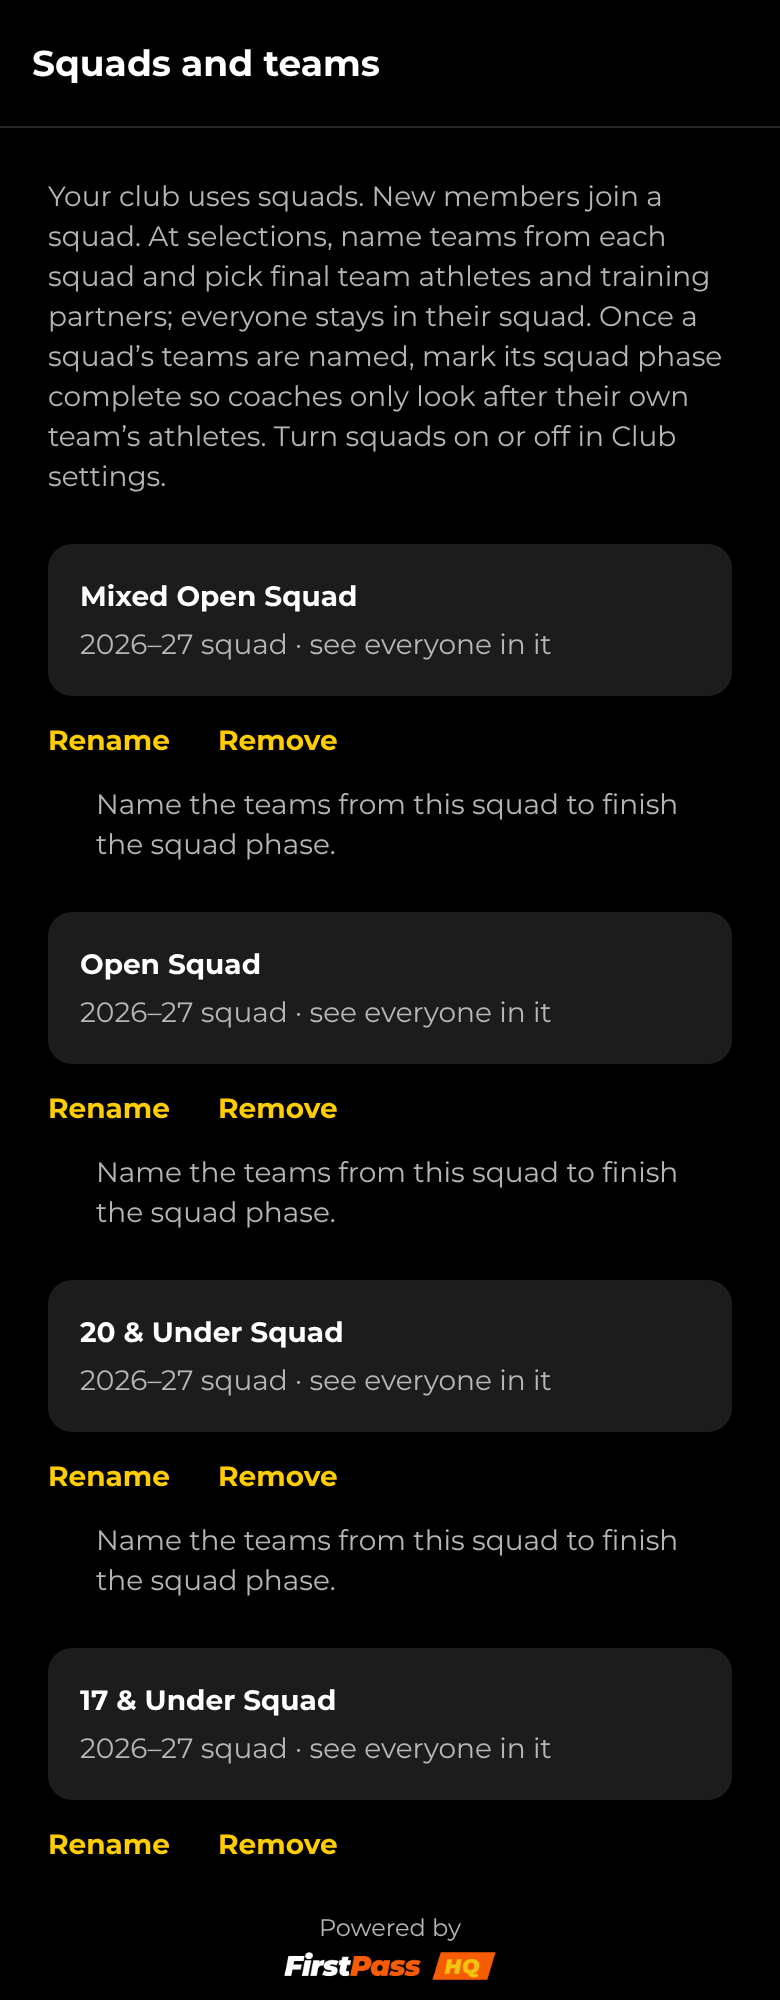 Squads and teams
Your club uses squads. New members join a
squad. At selections, name teams from each
squad and pick final team athletes and training
partners; everyone stays in their squad. Once a
squad’s teams are named, mark its squad phase
complete so coaches only look after their own
team’s athletes. Turn squads on or off in Club
settings.
Mixed Open Squad
2026–27 squad · see everyone in it
Rename Remove
Name the teams from this squad to finish
the squad phase.
Open Squad
2026–27 squad · see everyone in it
Rename Remove
Name the teams from this squad to finish
the squad phase.
20 & Under Squad
2026–27 squad · see everyone in it
Rename Remove
Name the teams from this squad to finish
the squad phase.
17 & Under Squad
2026–27 squad · see everyone in it
Rename Remove
Powered by
FirstPass HQ